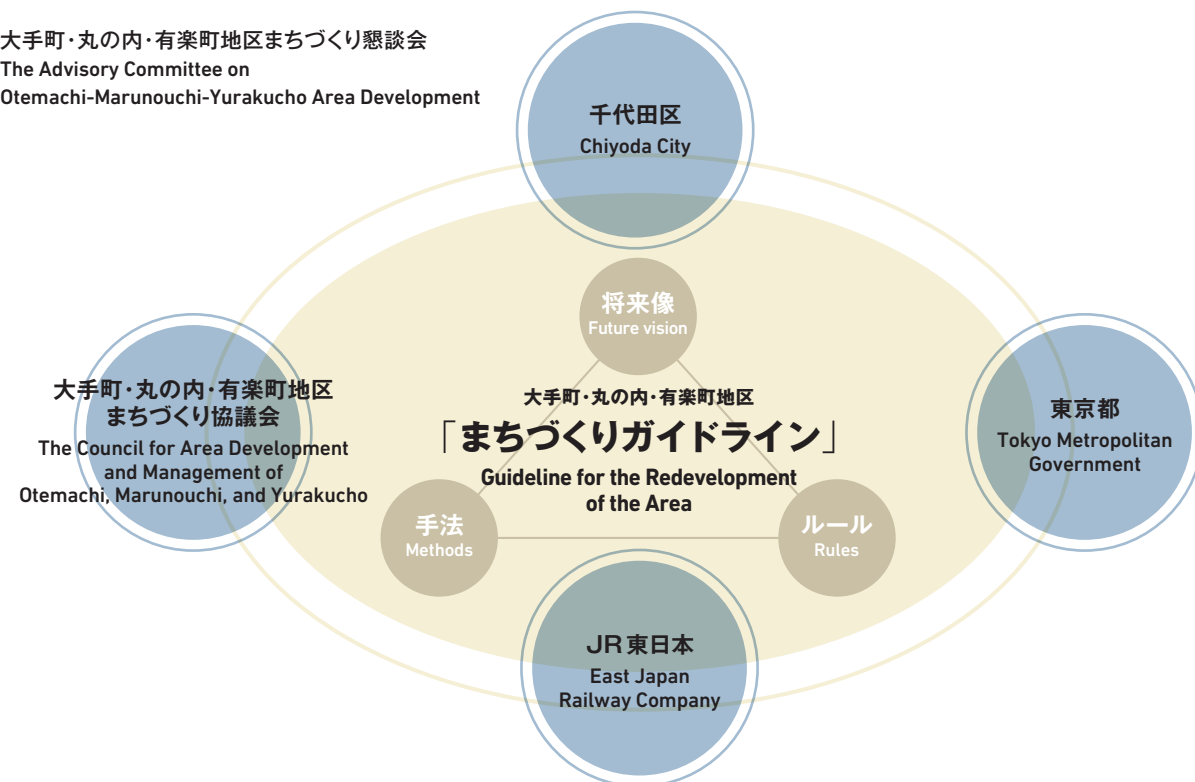 大手町・丸の内・有楽町地区まちづくり懇談会
The Advisory Committee on
Otemachi-Marunouchi-Yurakucho Area Development
千代田区
Chiyoda City
将来像
Future vision
大手町・丸の内・有楽町地区
まちづくり協議会
The Council for Area Development
and Management of
Otemachi, Marunouchi, and Yurakucho
大手町・丸の内・有楽町地区
「まちづくりガイドライン」
Guideline for the Redevelopment
of the Area
東京都
Tokyo Metropolitan
Government
手法
Methods
ルール
Rules
JR東日本
East Japan
Railway Company